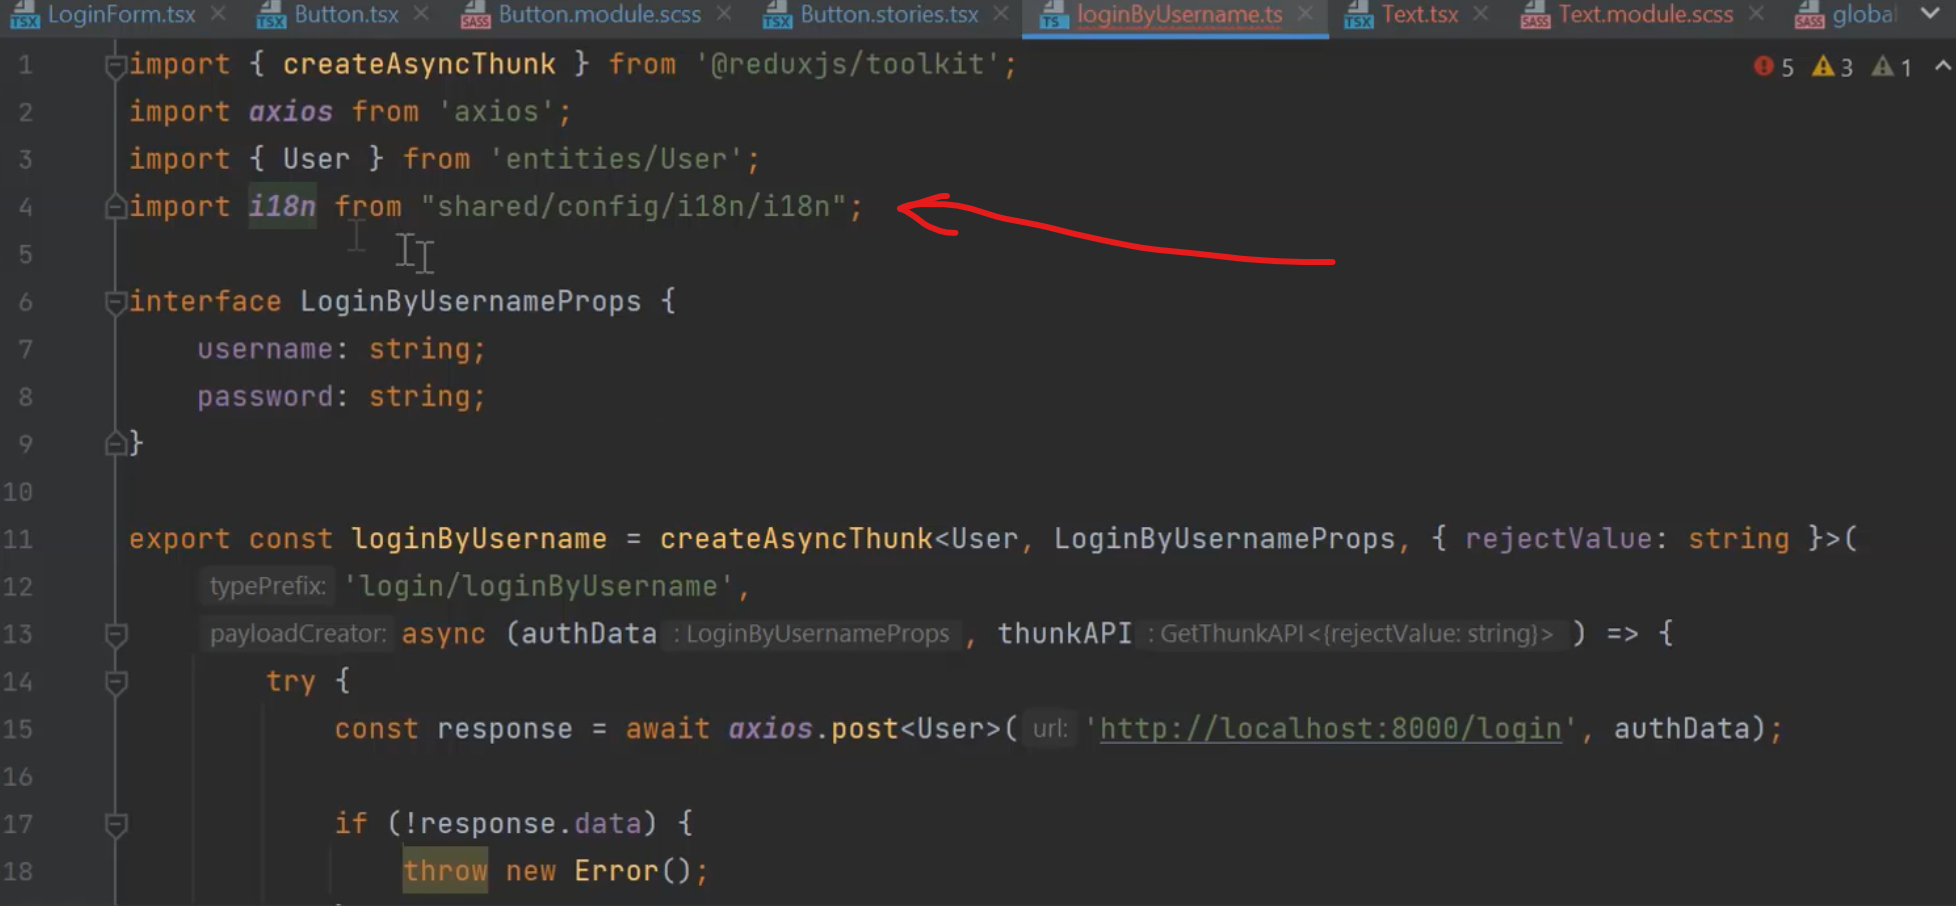 LoginForm.tsx Button.tsx Button.module.scss Button.stories.tsx loginByUsername.ts Text.tsx Text.module.scss global
1 import { createAsyncThunk } from '@reduxjs/toolkit'; 5 3 1
2 import axios from 'axios';
3 import { User } from 'entities/User';
4 import i18n from "shared/config/i18n/i18n";
5
6 interface LoginByUsernameProps {
7 username: string;
8 password: string;
9 }
10
11 export const loginByUsername = createAsyncThunk<User, LoginByUsernameProps, { rejectValue: string }>(
12 typePrefix: 'login/loginByUsername',
13 payloadCreator: async (authData : LoginByUsernameProps , thunkAPI : GetThunkAPI<{rejectValue: string}> ) => {
14 try {
15 const response = await axios.post<User>( url: 'http://localhost:8000/login', authData);
16
17 if (!response.data) {
18 throw new Error();